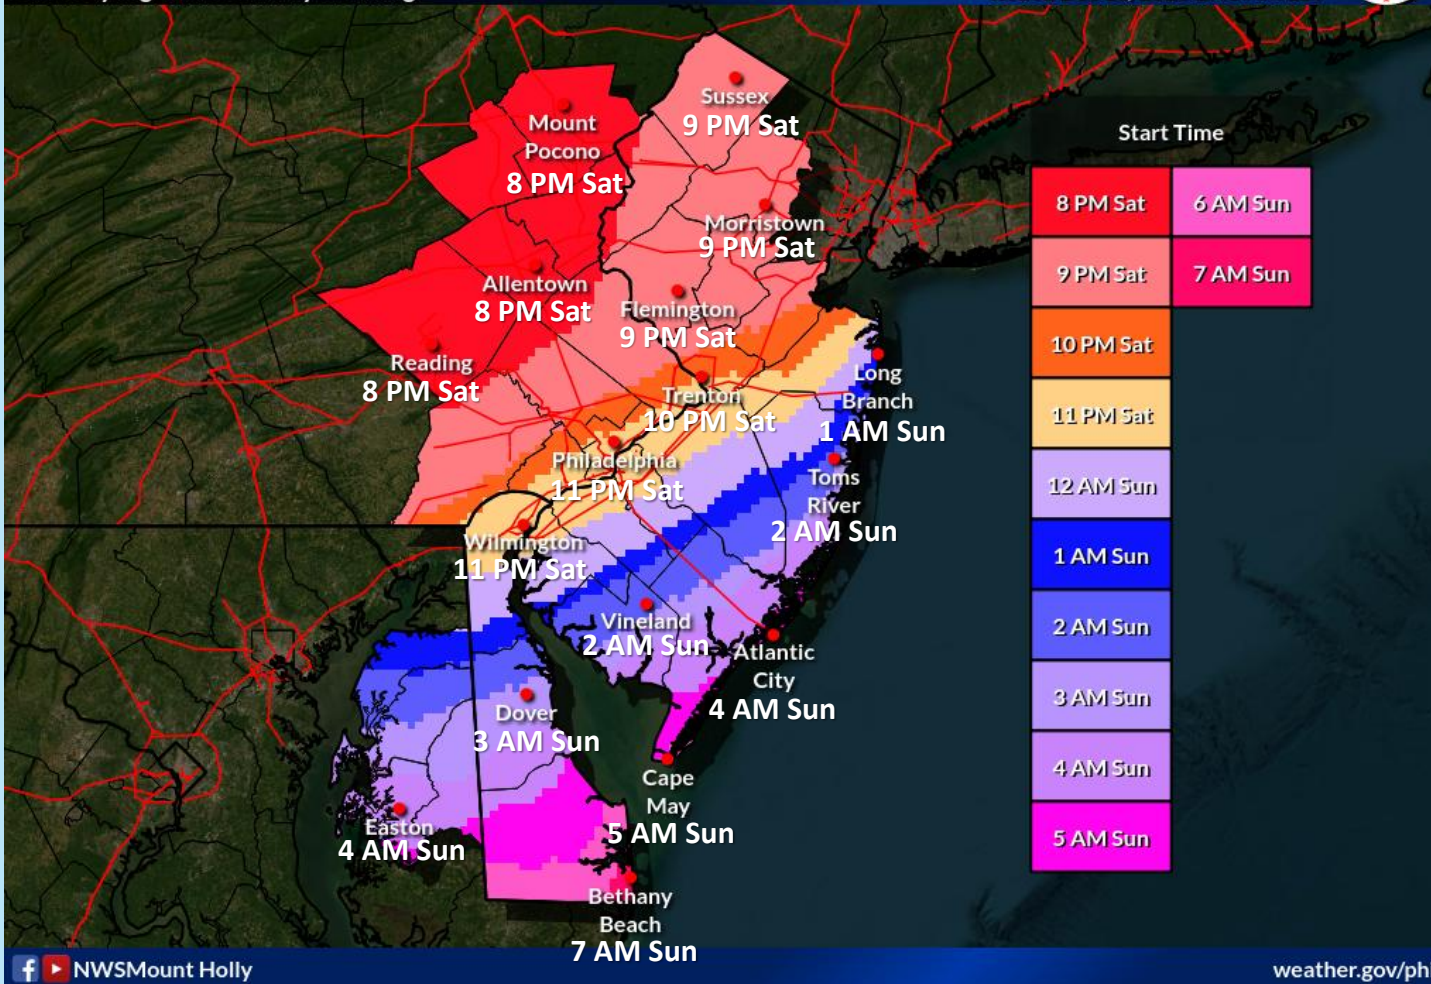 Sussex
9 PM Sat
Mount
Pocono
8 PM Sat
Morristown
9 PM Sat
Allentown
8 PM Sat
Flemington
9 PM Sat
Reading
8 PM Sat
Trenton
10 PM Sat
Long
Branch
1 AM Sun
Philadelphia
11 PM Sat
Toms
River
2 AM Sun
Wilmington
11 PM Sat
Vineland
2 AM Sun
Atlantic
City
4 AM Sun
Dover
3 AM Sun
Cape
May
5 AM Sun
Easton
4 AM Sun
Bethany
Beach
7 AM Sun
Start Time
8 PM Sat
6 AM Sun
9 PM Sat
7 AM Sun
10 PM Sat
11 PM Sat
12 AM Sun
1 AM Sun
2 AM Sun
3 AM Sun
4 AM Sun
5 AM Sun
NWSMount Holly
weather.gov/phi